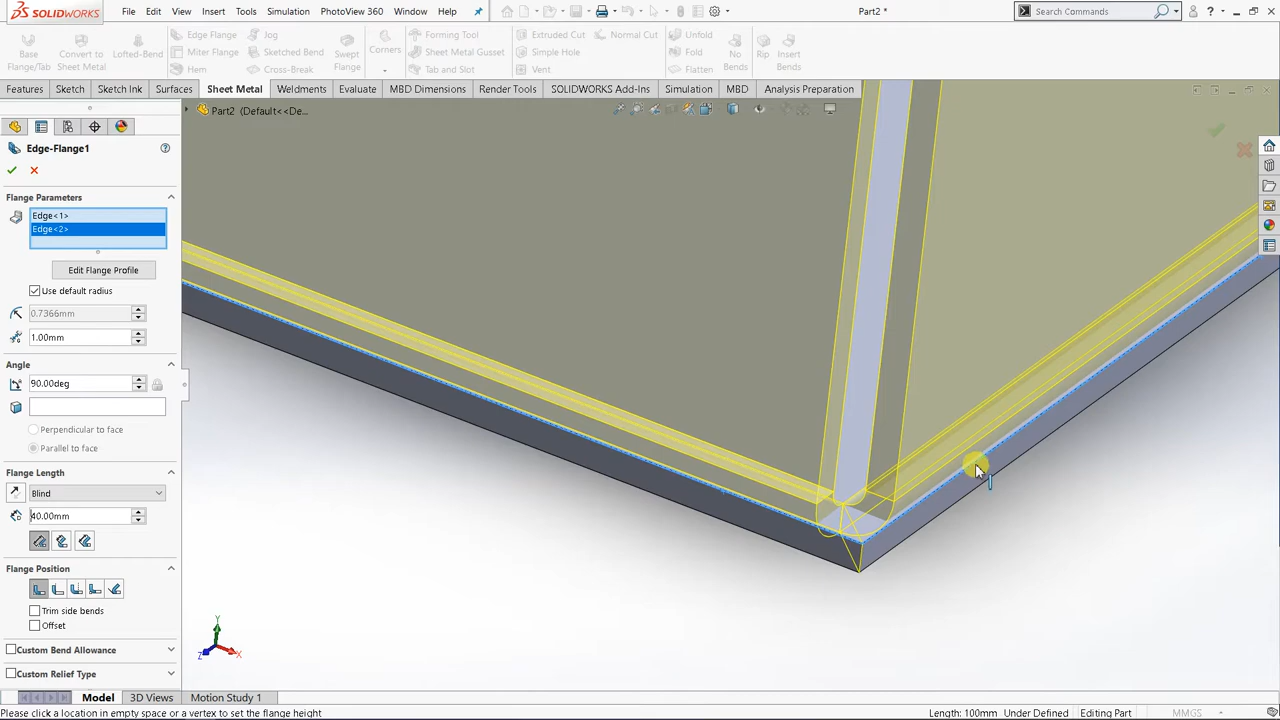 SOLIDWORKS
File Edit View Insert Tools Simulation PhotoView 360 Window Help
Part2 *
Search Commands
Base Flange/Tab
Convert to Sheet Metal
Lofted-Bend
Edge Flange
Miter Flange
Hem
Jog
Sketched Bend
Cross-Break
Swept Flange
Corners
Forming Tool
Sheet Metal Gusset
Tab and Slot
Extruded Cut
Simple Hole
Vent
Normal Cut
Unfold
Fold
Flatten
No Bends
Rip
Insert Bends
Features Sketch Sketch Ink Surfaces Sheet Metal Weldments Evaluate MBD Dimensions Render Tools SOLIDWORKS Add-Ins Simulation MBD Analysis Preparation
Part2 (Default<<De...
Edge-Flange1
Flange Parameters
Edge<1>
Edge<2>
Edit Flange Profile
Use default radius
0.7366mm
1.00mm
Angle
90.00deg
Perpendicular to face
Parallel to face
Flange Length
Blind
40.00mm
Flange Position
Trim side bends
Offset
Custom Bend Allowance
Custom Relief Type
Y
Z
X
Model 3D Views Motion Study 1
Please click a location in empty space or a vertex to set the flange height
Length: 100mm Under Defined Editing Part MMGS